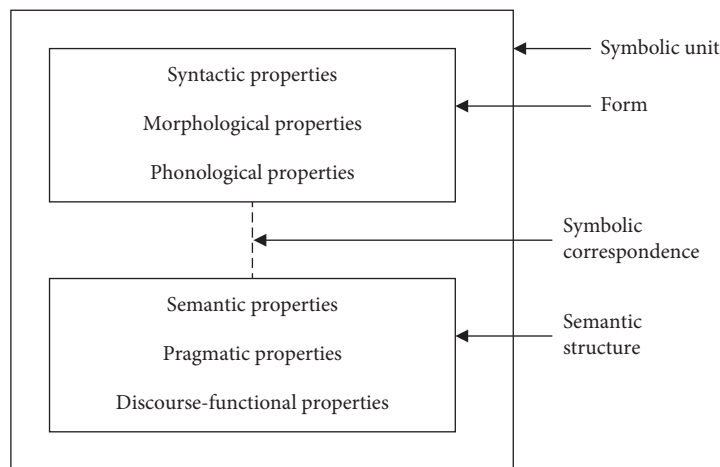 Symbolic unit
Syntactic properties
Form
Morphological properties
Phonological properties
Symbolic
correspondence
Semantic properties
Semantic
structure
Pragmatic properties
Discourse-functional properties